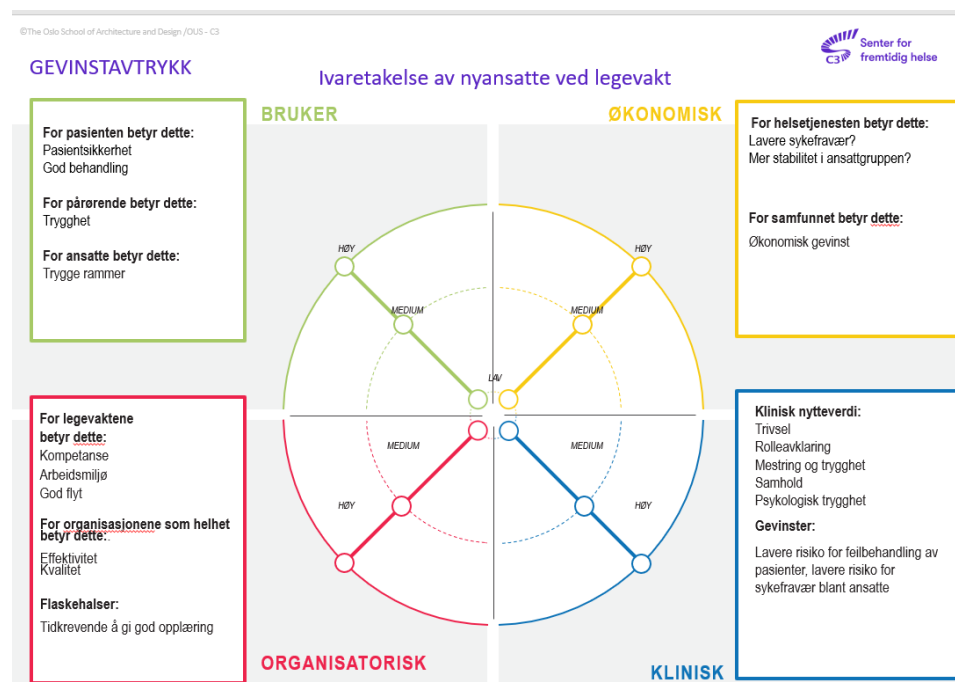 ©The Oslo School of Architecture and Design /OUS - C3
GEVINSTAVTRYKK
Ivaretakelse av nyansatte ved legevakt
C3
Senter for
fremtidig helse
BRUKER
For pasienten betyr dette:
Pasientsikkerhet
God behandling
For pårørende betyr dette:
Trygghet
For ansatte betyr dette:
Trygge rammer
ØKONOMISK
For helsetjenesten betyr dette:
Lavere sykefravær?
Mer stabilitet i ansattgruppen?
For samfunnet betyr dette:
Økonomisk gevinst
HØY
HØY
MEDIUM
MEDIUM
LAV
MEDIUM
MEDIUM
HØY
HØY
For legevaktene
betyr dette:
Kompetanse
Arbeidsmiljø
God flyt
For organisasjonene som helhet
betyr dette:
Effektivitet
Kvalitet
Flaskehalser:
Tidkrevende å gi god opplæring
ORGANISATORISK
Klinisk nytteverdi:
Trivsel
Rolleavklaring
Mestring og trygghet
Samhold
Psykologisk trygghet
Gevinster:
Lavere risiko for feilbehandling av
pasienter, lavere risiko for
sykefravær blant ansatte
KLINISK